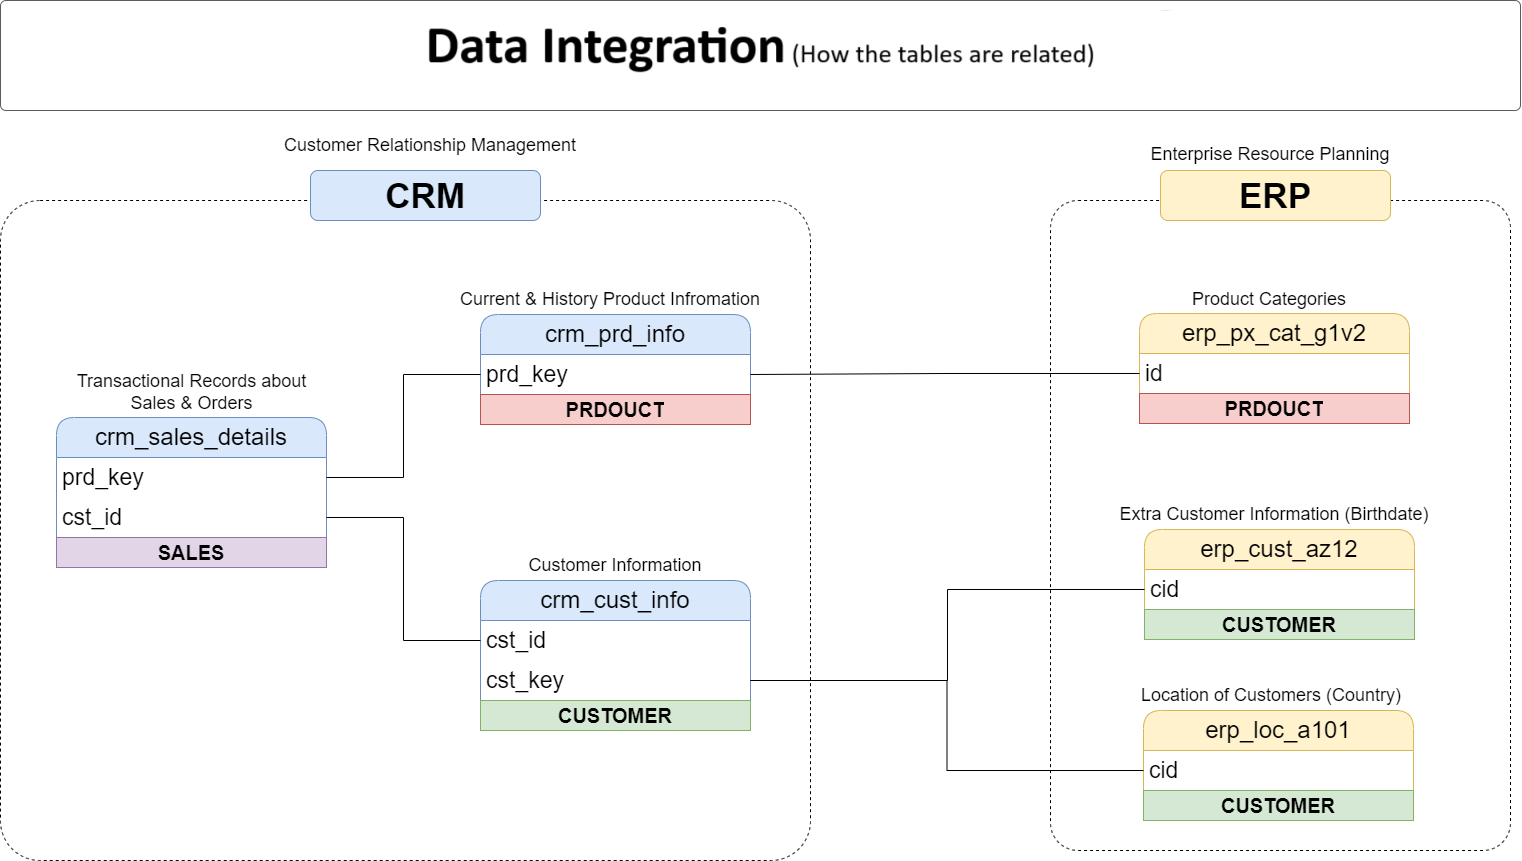 Data Integration (How the tables are related)
Customer Relationship Management
CRM
Transactional Records about
Sales & Orders
crm_sales_details
prd_key
cst_id
SALES
Current & History Product Infromation
crm_prd_info
prd_key
PRDOUCT
Customer Information
crm_cust_info
cst_id
cst_key
CUSTOMER
Enterprise Resource Planning
ERP
Product Categories
erp_px_cat_g1v2
id
PRDOUCT
Extra Customer Information (Birthdate)
erp_cust_az12
cid
CUSTOMER
Location of Customers (Country)
erp_loc_a101
cid
CUSTOMER